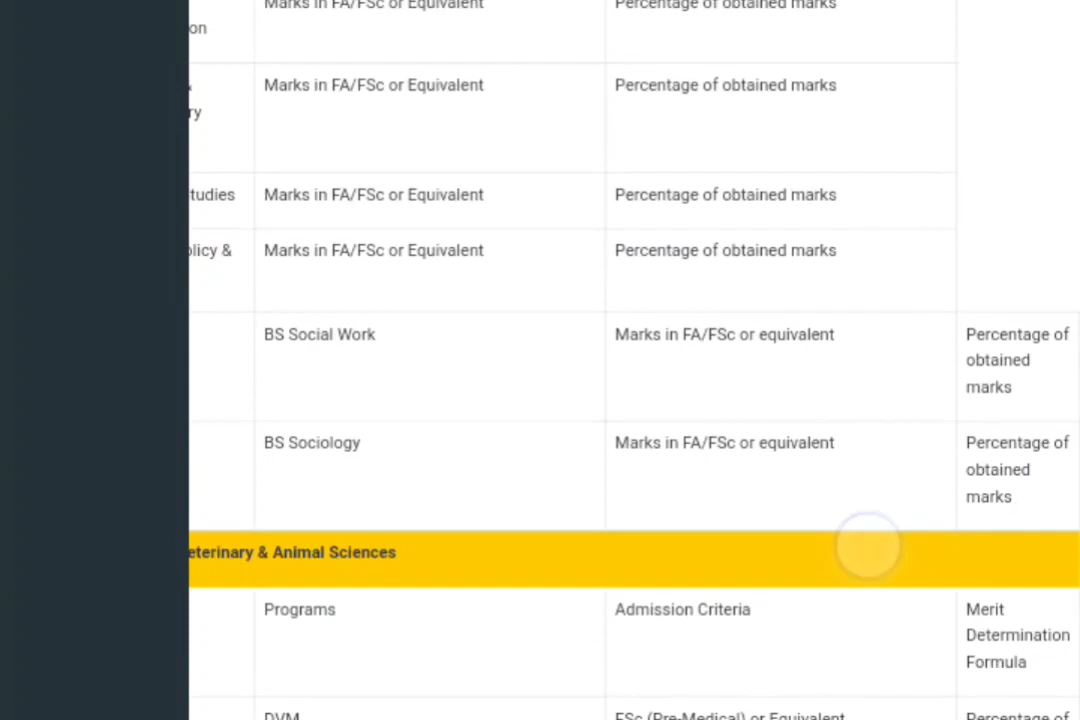 Marks in FA/FSc or Equivalent Percentage of obtained marks
on
Marks in FA/FSc or Equivalent Percentage of obtained marks
ry
tudies Marks in FA/FSc or Equivalent Percentage of obtained marks
olicy & Marks in FA/FSc or Equivalent Percentage of obtained marks
BS Social Work Marks in FA/FSc or equivalent Percentage of
obtained
marks
BS Sociology Marks in FA/FSc or equivalent Percentage of
obtained
marks
eterinary & Animal Sciences
Programs Admission Criteria Merit
Determination
Formula
DVM FSc (Pre-Medical) or Equivalent Percentage of